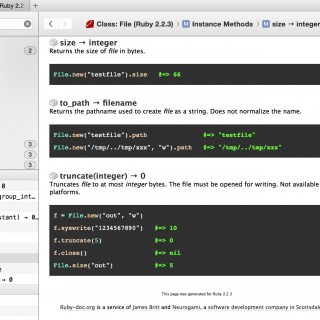 (Ruby 2.2...
Class: File (Ruby 2.2.3)
Instance Methods
M size → integer
2
size → integer
Returns the size of file in bytes.
File.new("testfile").size #=> 66
to_path → filename
Returns the pathname used to create file as a string. Does not normalize the name.
File.new("testfile").path #=> "testfile"
File.new("/tmp/../tmp/xxx", "w").path #=> "/tmp/../tmp/xxx"
3
3
3
truncate(integer) → 0
Truncates file to at most integer bytes. The file must be opened for writing. Not available
platforms.
0
group_int...
stant) → 0...
→ 0
f = File.new("out", "w")
f.syswrite("1234567890") #=> 10
f.truncate(5) #=> 0
f.close() #=> nil
File.size("out") #=> 5
This page was generated for Ruby 2.2.3
Ruby-doc.org is a service of James Britt and Neurogami, a software development company in Scottsdale